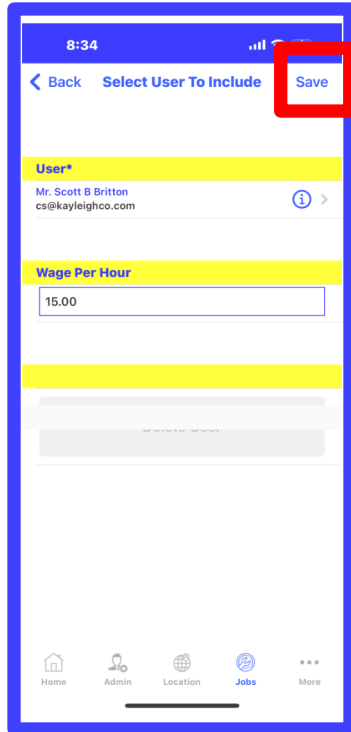 8:34
Back Select User To Include Save
User*
Mr. Scott B Britton
cs@kayleighco.com
Wage Per Hour
15.00
Home Admin Location Jobs More